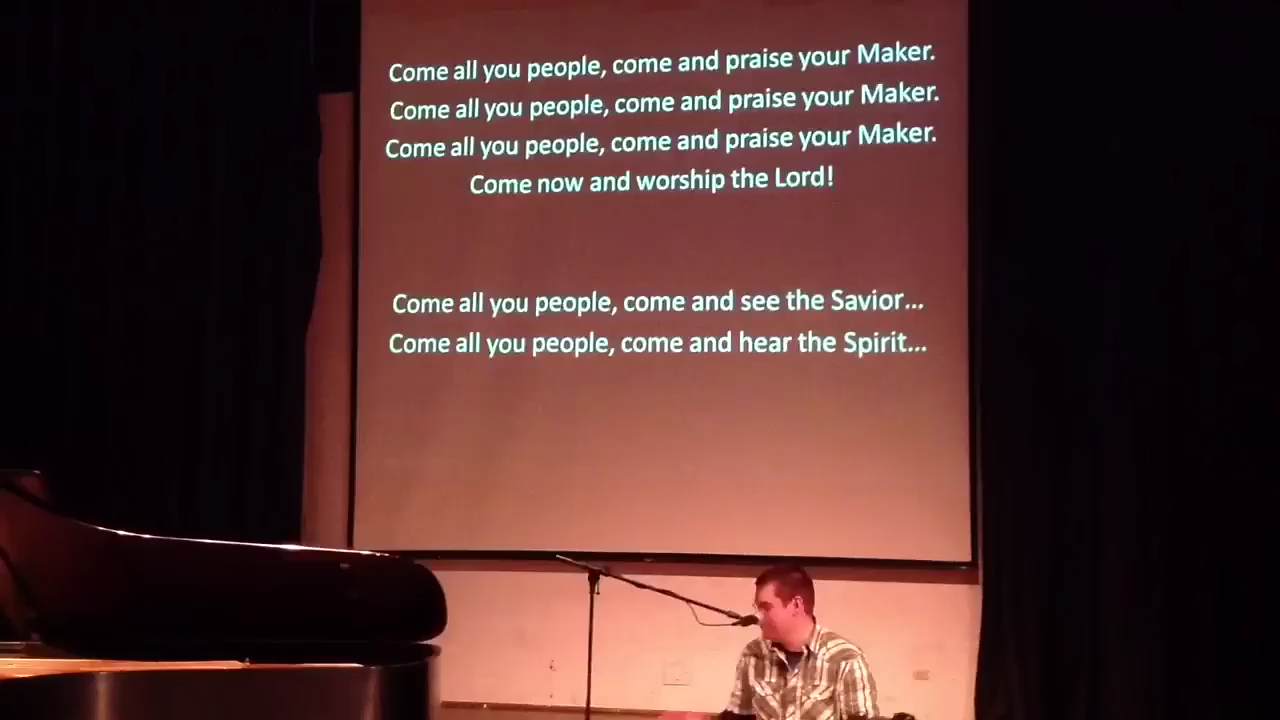 Come all you people, come and praise your Maker.
Come all you people, come and praise your Maker.
Come all you people, come and praise your Maker.
Come now and worship the Lord!
Come all you people, come and see the Savior...
Come all you people, come and hear the Spirit...